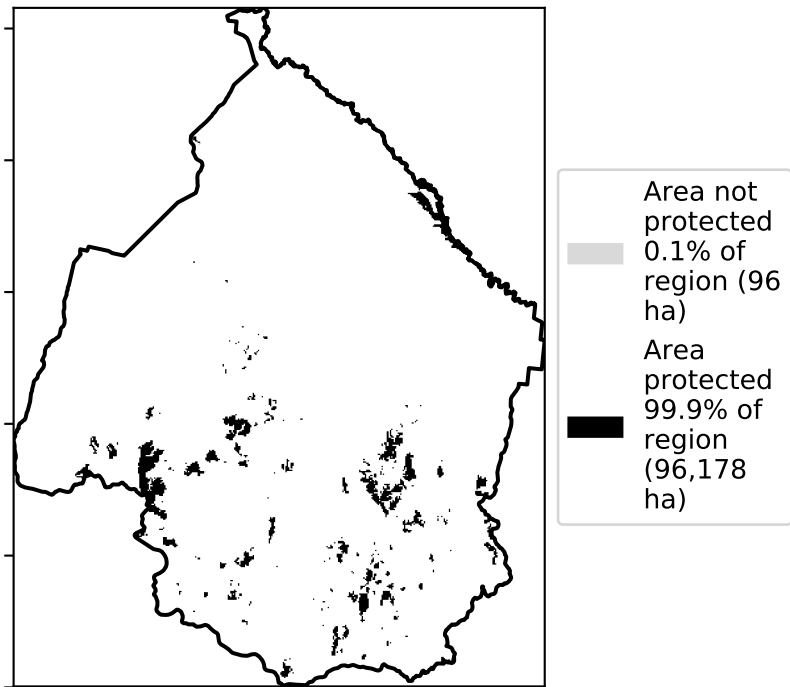 Area not
protected
0.1% of
region (96
ha)
Area
protected
99.9% of
region
(96,178
ha)